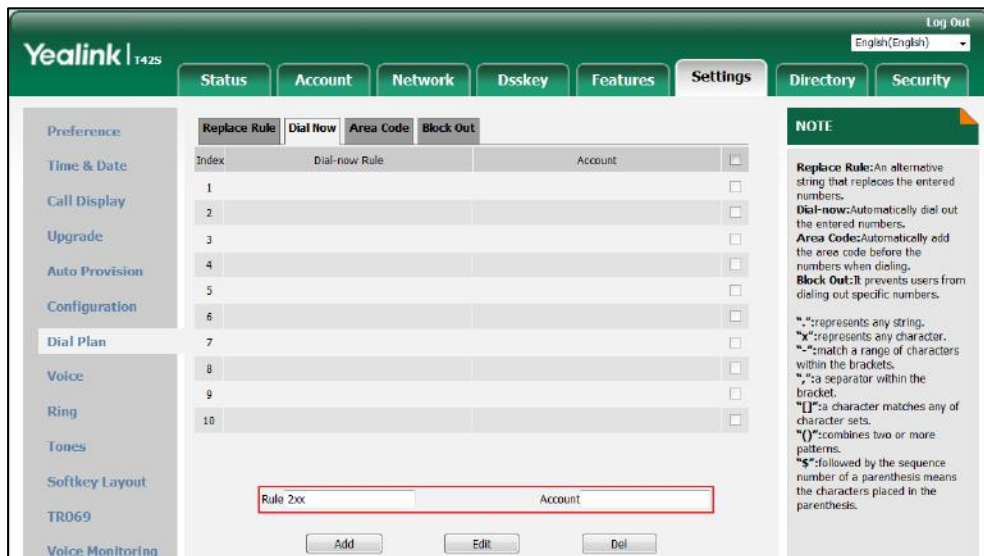 Log Out
Yealink | T42S
English(English)
Status Account Network Dsskey Features Settings Directory Security
Preference
Time & Date
Call Display
Upgrade
Auto Provision
Configuration
Dial Plan
Voice
Ring
Tones
Softkey Layout
TR069
Voice Monitoring
Replace Rule Dial Now Area Code Block Out
Index Dial-now Rule Account
1
2
3
4
5
6
7
8
9
10
Rule 2xx Account
Add Edit Del
NOTE
Replace Rule:An alternative
string that replaces the entered
numbers.
Dial-now:Automatically dial out
the entered numbers.
Area Code:Automatically add
the area code before the
numbers when dialing.
Block Out:It prevents users from
dialing out specific numbers.
".":represents any string.
"x":represents any character.
"-":match a range of characters
within the brackets.
",":a separator within the
bracket.
"[]":a character matches any of
character sets.
"()":combines two or more
patterns.
"$":followed by the sequence
number of a parenthesis means
the characters placed in the
parenthesis.